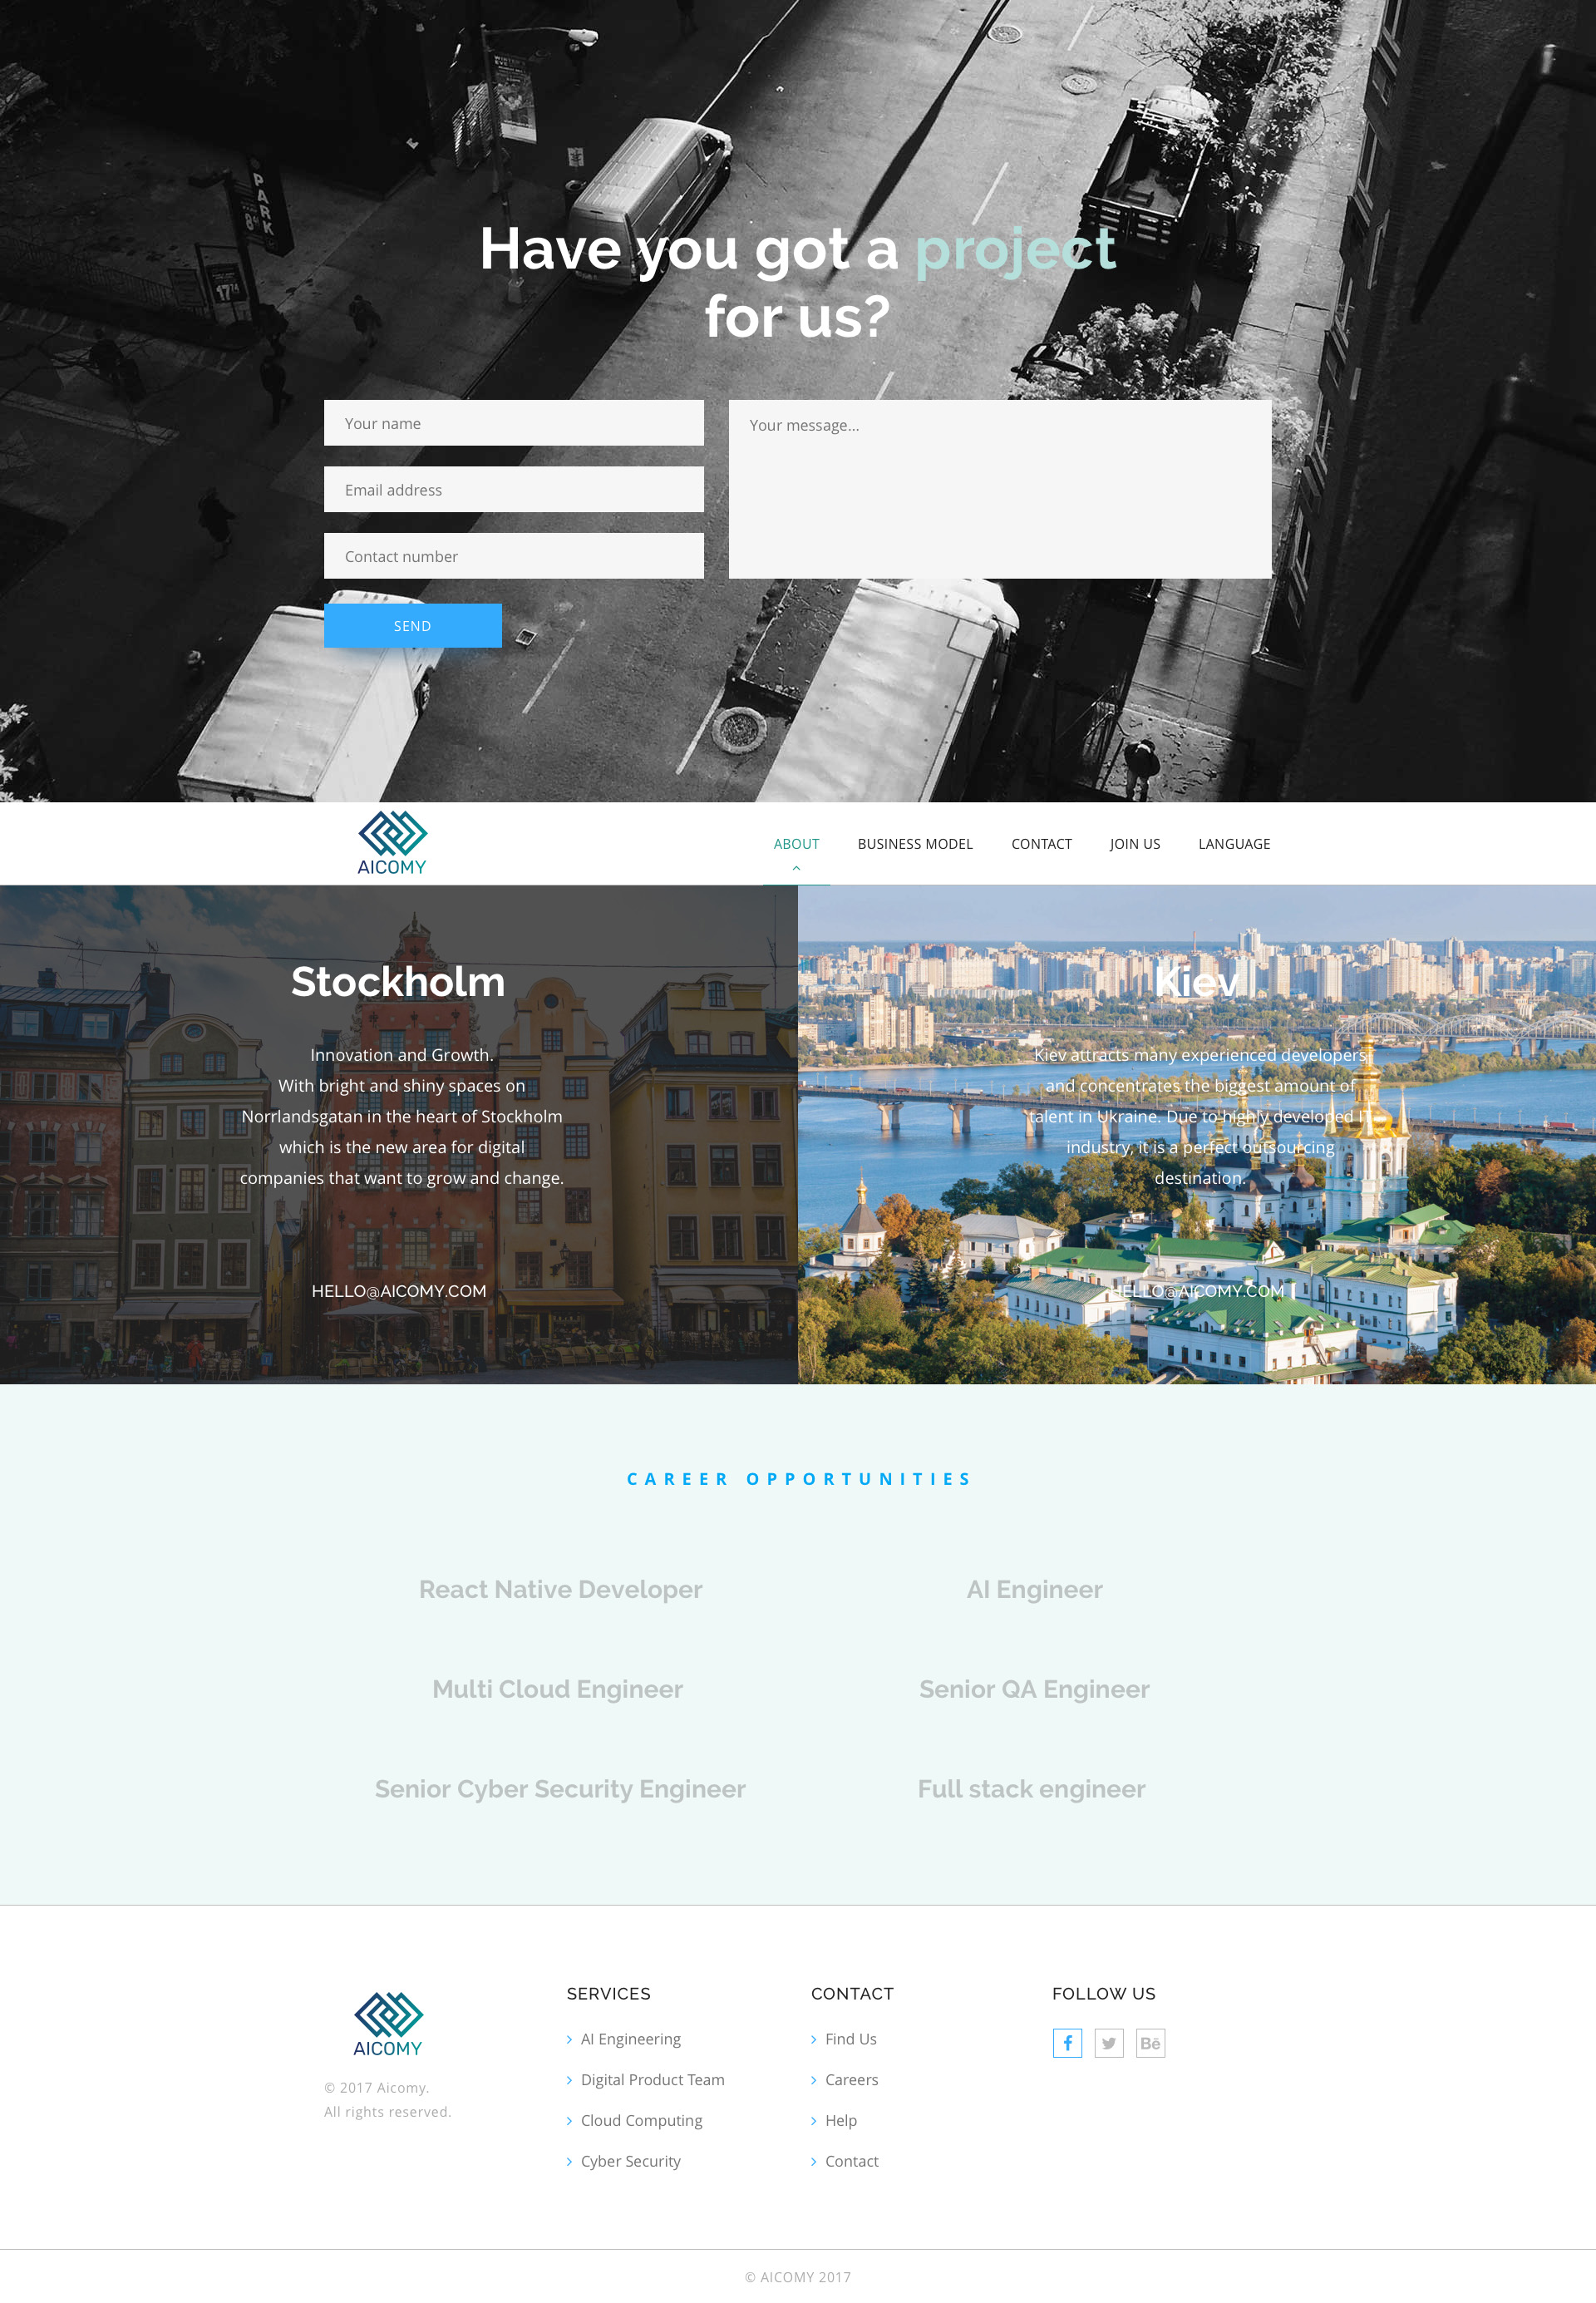 WINTER
PARK
8
17 74
Have you got a project
for us?
Your name
Your message...
Email address
Contact number
SEND
AICOMY
ABOUT
BUSINESS MODEL
CONTACT
JOIN US
LANGUAGE
Stockholm
Innovation and Growth.
With bright and shiny spaces on
Norrlandsgatan in the heart of Stockholm
which is the new area for digital
companies that want to grow and change.
HELLO@AICOMY.COM
Kiev
Kiev attracts many experienced developers
and concentrates the biggest amount of
talent in Ukraine. Due to highly developed IT
industry, it is a perfect outsourcing
destination.
HELLO@AICOMY.COM
CAREER OPPORTUNITIES
React Native Developer
AI Engineer
Multi Cloud Engineer
Senior QA Engineer
Senior Cyber Security Engineer
Full stack engineer
AICOMY
© 2017 Aicomy.
All rights reserved.
SERVICES
AI Engineering
Digital Product Team
Cloud Computing
Cyber Security
CONTACT
Find Us
Careers
Help
Contact
FOLLOW US
f
Bē
© AICOMY 2017